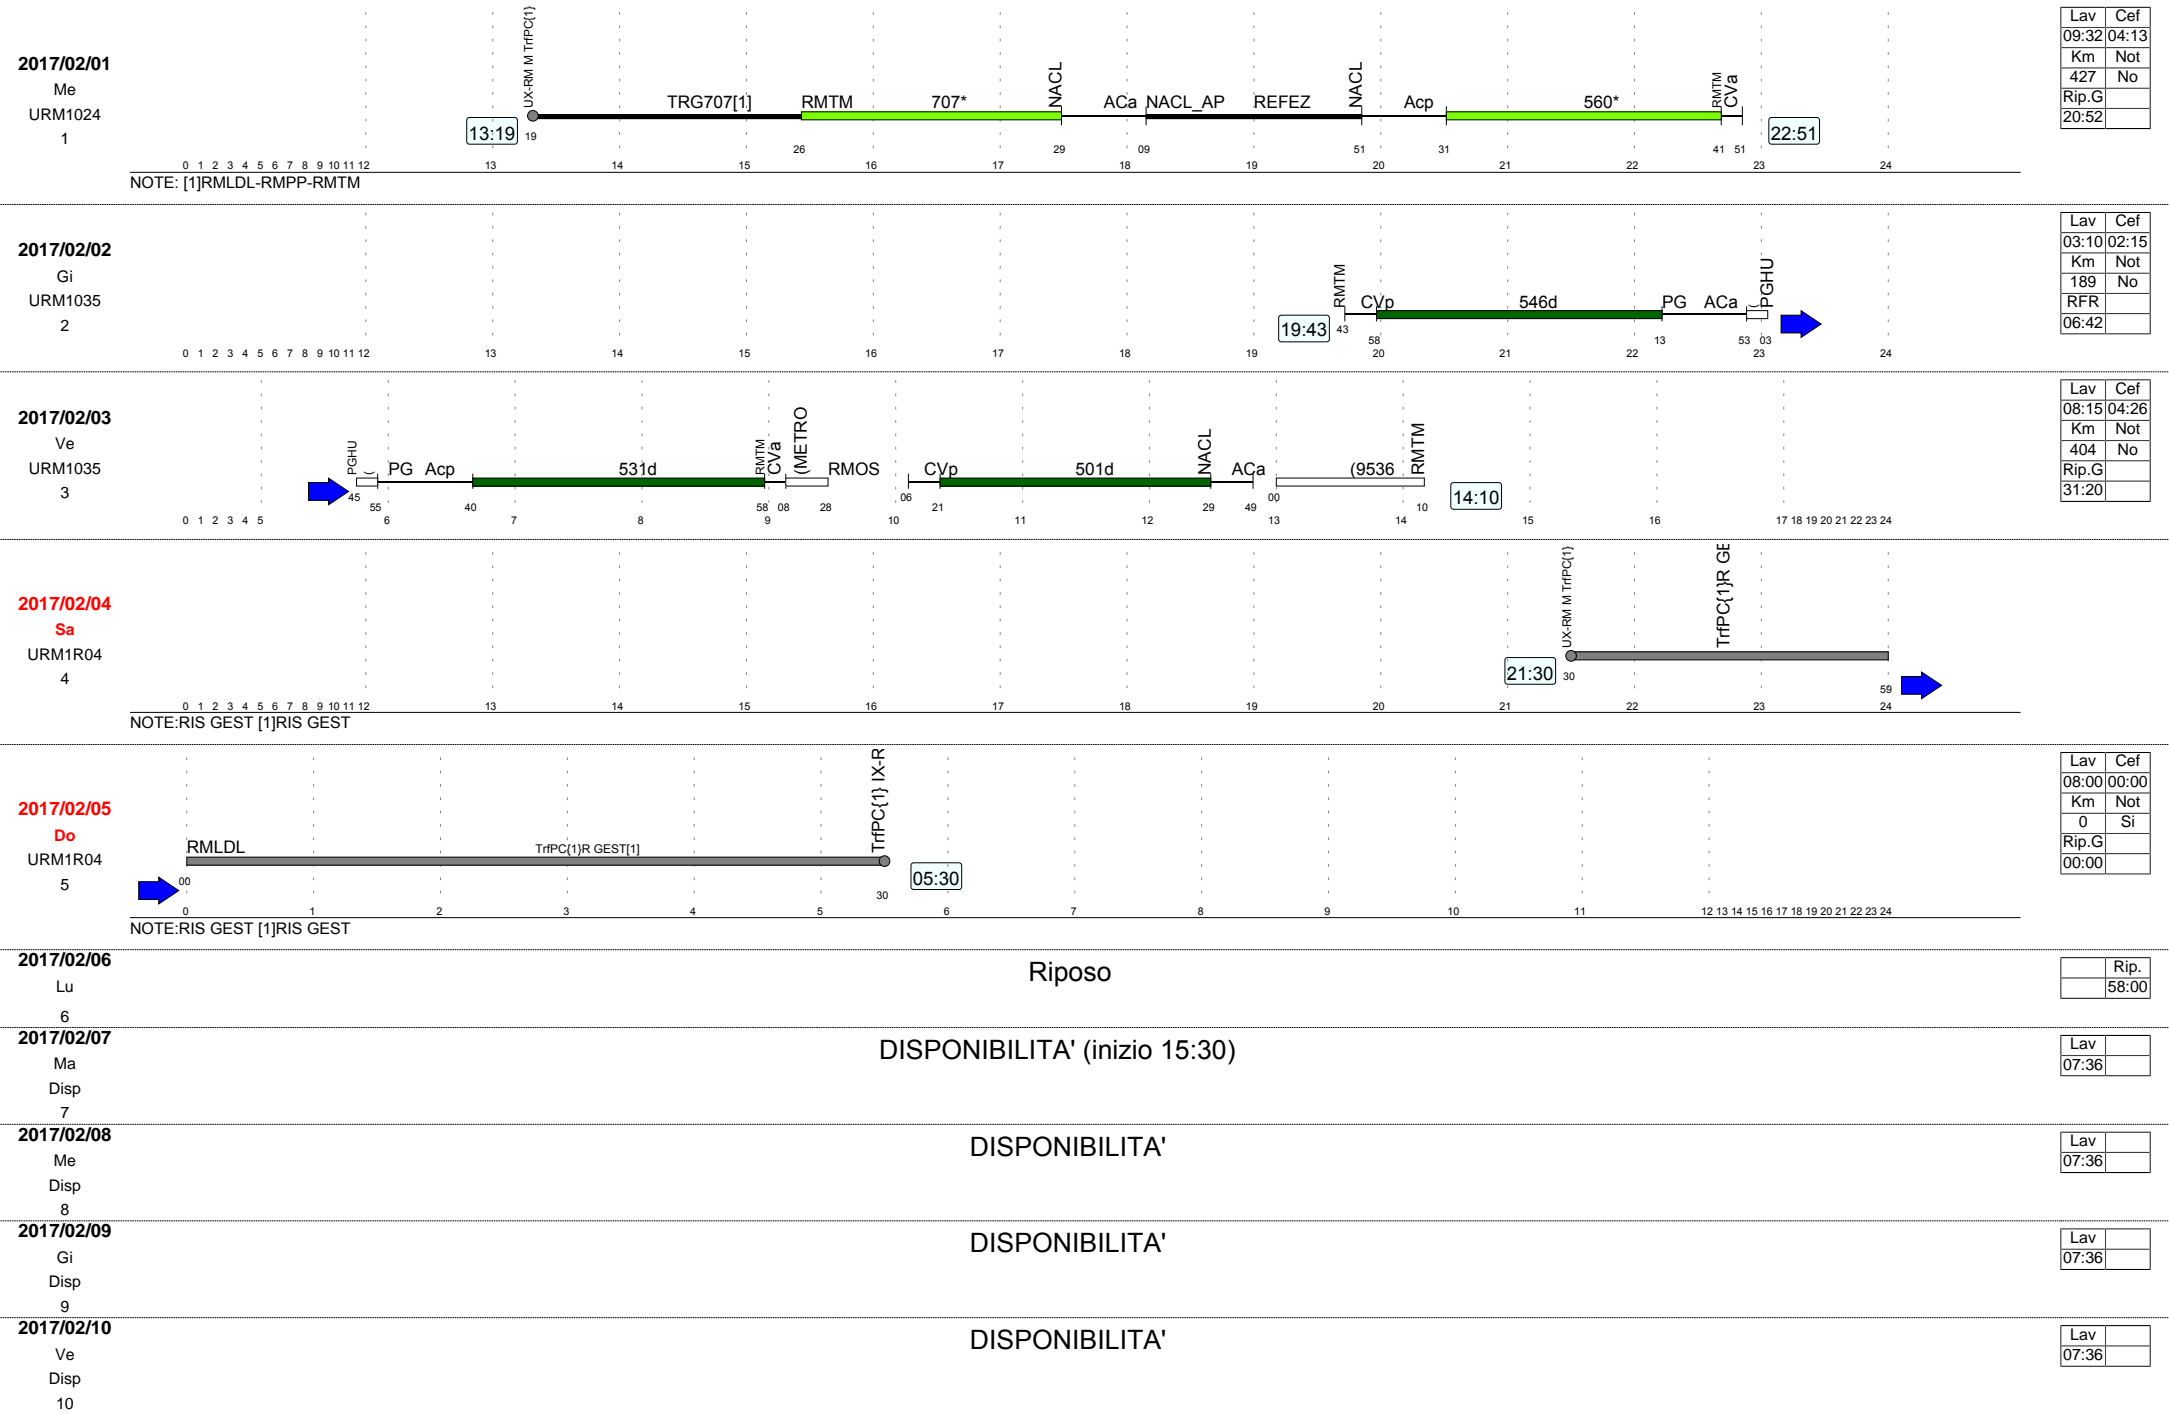 2017/02/01
Me
URM1024
1
UX-RM M TrfPC{1}
TRG707[1] RMTM 707* NACL ACa NACL_AP REFEZ NACL Acp 560* RMTM CVa
13:19 19 26 29 09 51 31 41 51 22:51
0 1 2 3 4 5 6 7 8 9 10 11 12 13 14 15 16 17 18 19 20 21 22 23 24
NOTE: [1]RMLDL-RMPP-RMTM
Lav Cef
09:32 04:13
Km Not
427 No
Rip.G
20:52
2017/02/02
Gi
URM1035
2
RMTM CVp 546d PG ACa ( PGHU
19:43 43 58 13 53 03
0 1 2 3 4 5 6 7 8 9 10 11 12 13 14 15 16 17 18 19 20 21 22 23 24
Lav Cef
03:10 02:15
Km Not
189 No
RFR
06:42
2017/02/03
Ve
URM1035
3
PGHU ( PG Acp 531d RMTM CVa (METRO RMOS CVp 501d NACL ACa (9536 RMTM
45 55 40 58 08 28 06 21 29 49 00 10 14:10
0 1 2 3 4 5 6 7 8 9 10 11 12 13 14 15 16 17 18 19 20 21 22 23 24
Lav Cef
08:15 04:26
Km Not
404 No
Rip.G
31:20
2017/02/04
Sa
URM1R04
4
UX-RM M TrfPC{1}
TrfPC{1}R GE
21:30 30 59
0 1 2 3 4 5 6 7 8 9 10 11 12 13 14 15 16 17 18 19 20 21 22 23 24
NOTE:RIS GEST [1]RIS GEST
2017/02/05
Do
URM1R04
5
RMLDL TrfPC{1}R GEST[1] TrfPC{1} IX-R
00 30 05:30
0 1 2 3 4 5 6 7 8 9 10 11 12 13 14 15 16 17 18 19 20 21 22 23 24
NOTE:RIS GEST [1]RIS GEST
Lav Cef
08:00 00:00
Km Not
0 Si
Rip.G
00:00
2017/02/06
Lu
6
Riposo
Rip.
58:00
2017/02/07
Ma
Disp
7
DISPONIBILITA' (inizio 15:30)
Lav
07:36
2017/02/08
Me
Disp
8
DISPONIBILITA'
Lav
07:36
2017/02/09
Gi
Disp
9
DISPONIBILITA'
Lav
07:36
2017/02/10
Ve
Disp
10
DISPONIBILITA'
Lav
07:36